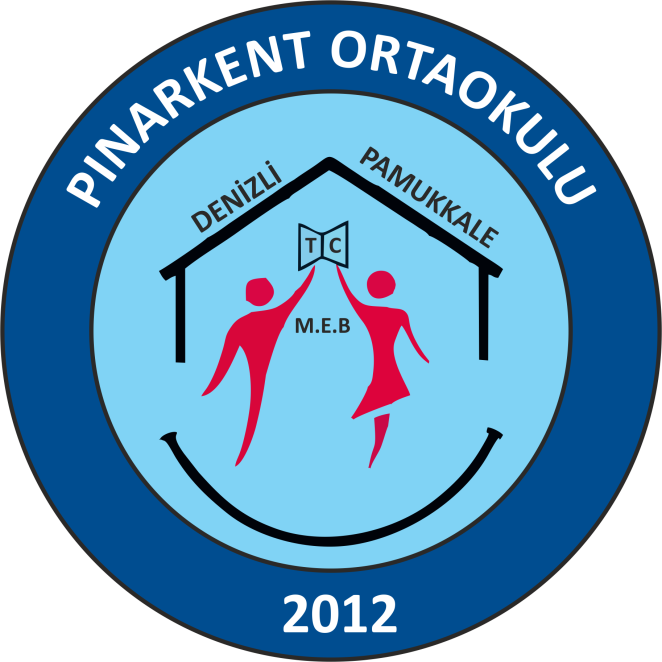 PINARKENT ORTAOKULU
DENİZLİ
PAMUKKALE
T C
M.E.B
2012